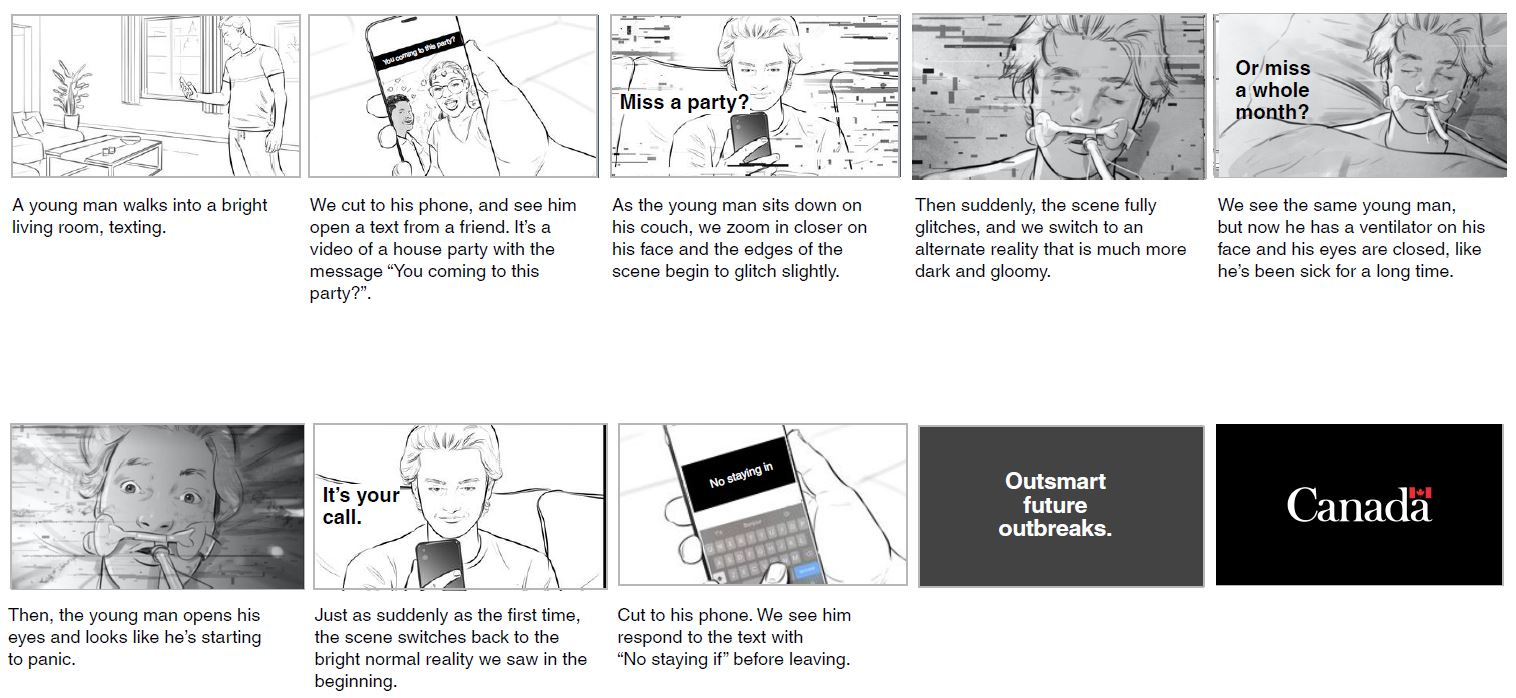 You coming to this party?
Miss a party?
Or miss
a whole
month?
A young man walks into a bright
living room, texting.
We cut to his phone, and see him
open a text from a friend. It’s a
video of a house party with the
message “You coming to this
party?”.
As the young man sits down on
his couch, we zoom in closer on
his face and the edges of the
scene begin to glitch slightly.
Then suddenly, the scene fully
glitches, and we switch to an
alternate reality that is much more
dark and gloomy.
We see the same young man,
but now he has a ventilator on his
face and his eyes are closed, like
he’s been sick for a long time.
It’s your
call.
No staying in
Outsmart
future
outbreaks.
Canada
Then, the young man opens his
eyes and looks like he’s starting
to panic.
Just as suddenly as the first time,
the scene switches back to the
bright normal reality we saw in the
beginning.
Cut to his phone. We see him
respond to the text with
“No staying if” before leaving.